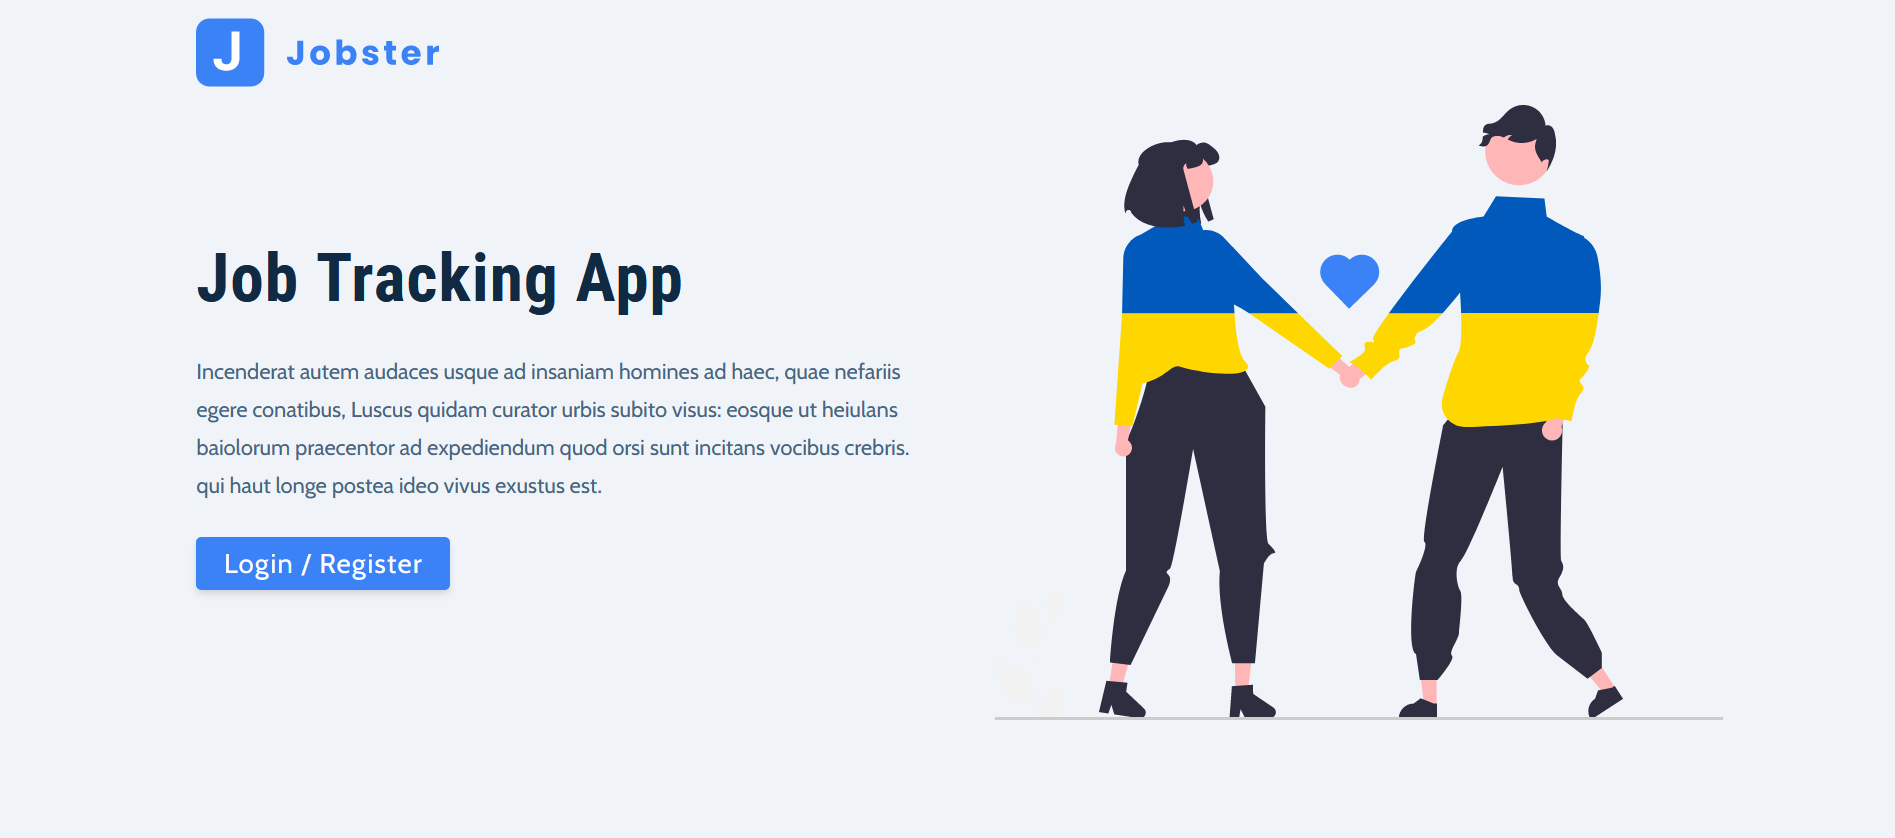 J Jobster
Job Tracking App
Incenderat autem audaces usque ad insaniam homines ad haec, quae nefariis
egere conatibus, Luscus quidam curator urbis subito visus: eosque ut heiulans
baiolorum praecentor ad expediendum quod orsi sunt incitans vocibus crebris.
qui haut longe postea ideo vivus exustus est.
Login / Register